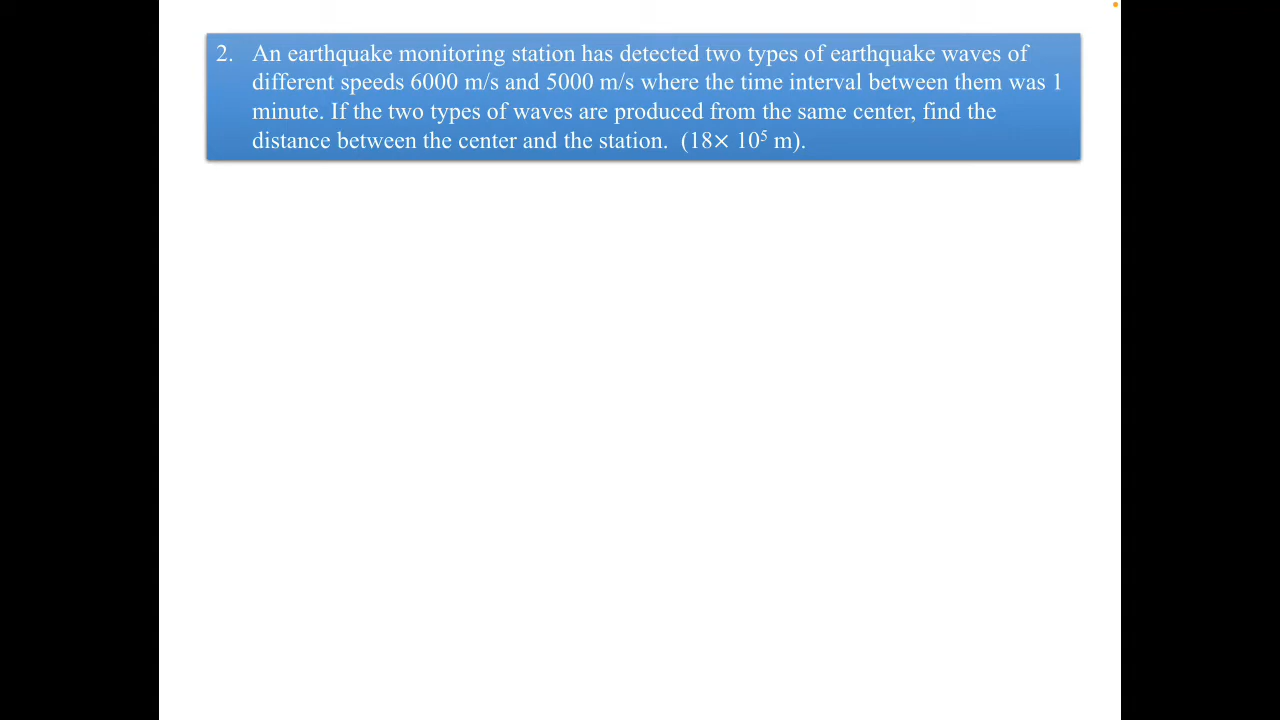 2. An earthquake monitoring station has detected two types of earthquake waves of
different speeds 6000 m/s and 5000 m/s where the time interval between them was 1
minute. If the two types of waves are produced from the same center, find the
distance between the center and the station. (18× 10⁵ m).